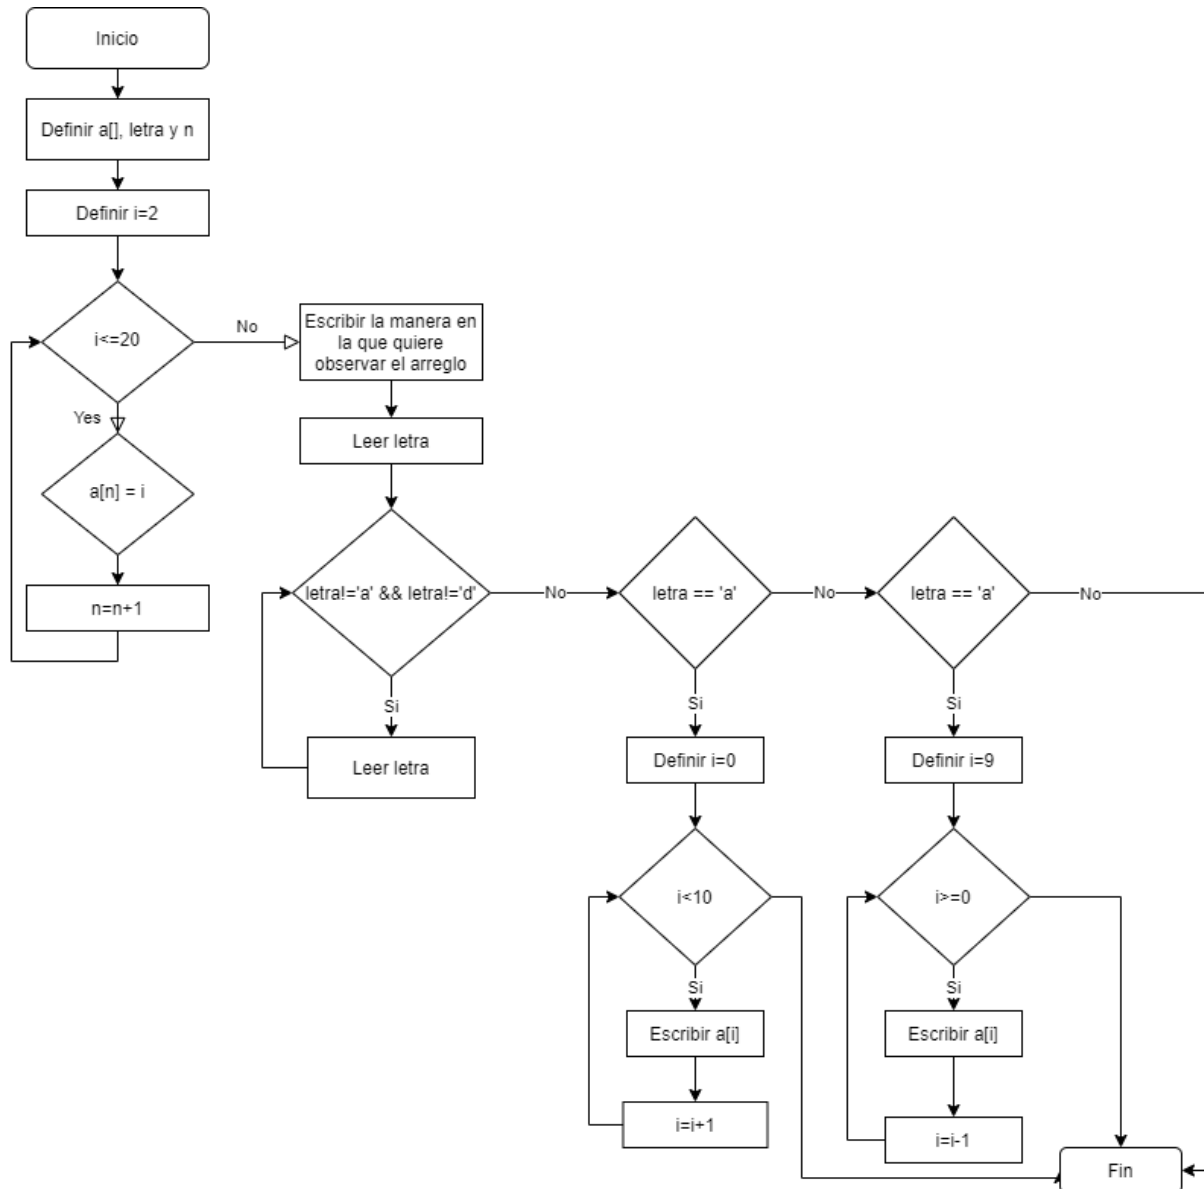 Inicio
Definir a[], letra y n
Definir i=2
i<=20
No
Yes
a[n] = i
n=n+1
Escribir la manera en
la que quiere
observar el arreglo
Leer letra
letra!='a' && letra!='d'
No
Si
Leer letra
letra == 'a'
No
Si
Definir i=0
i<10
Si
Escribir a[i]
i=i+1
letra == 'a'
No
Si
Definir i=9
i>=0
Si
Escribir a[i]
i=i-1
Fin